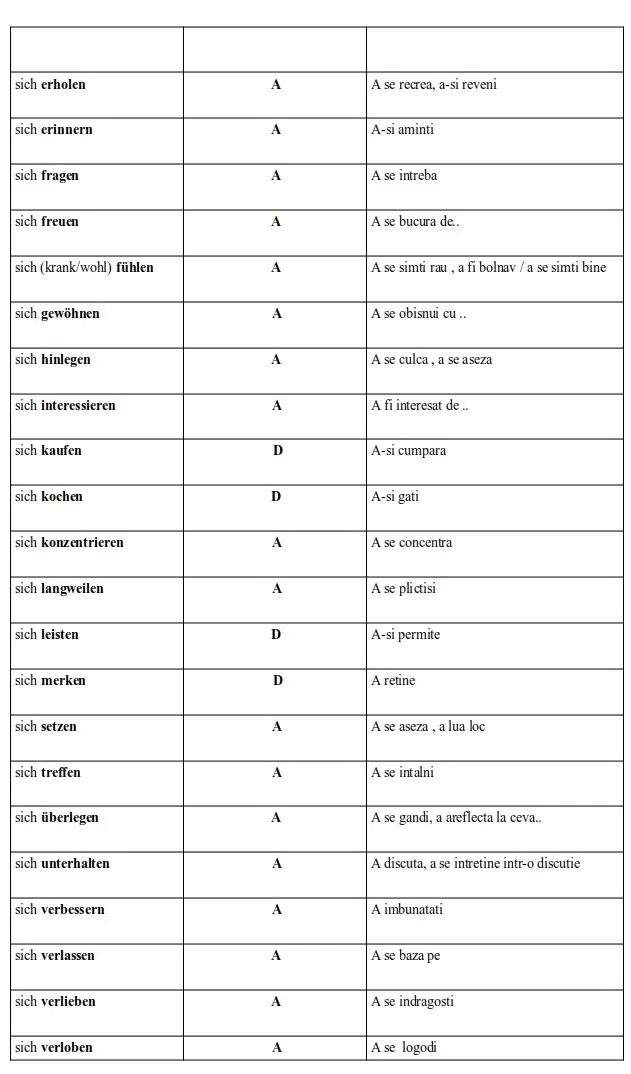 sich erholen A A se recrea, a-si reveni
sich erinnern A A-si aminti
sich fragen A A se intreba
sich freuen A A se bucura de..
sich (krank/wohl) fühlen A A se simti rau , a fi bolnav / a se simti bine
sich gewöhnen A A se obisnui cu ..
sich hinlegen A A se culca , a se aseza
sich interessieren A A fi interesat de ..
sich kaufen D A-si cumpara
sich kochen D A-si gati
sich konzentrieren A A se concentra
sich langweilen A A se plictisi
sich leisten D A-si permite
sich merken D A retine
sich setzen A A se aseza , a lua loc
sich treffen A A se intalni
sich überlegen A A se gandi, a areflecta la ceva..
sich unterhalten A A discuta, a se intretine intr-o discutie
sich verbessern A A imbunatati
sich verlassen A A se baza pe
sich verlieben A A se indragosti
sich verloben A A se logodi